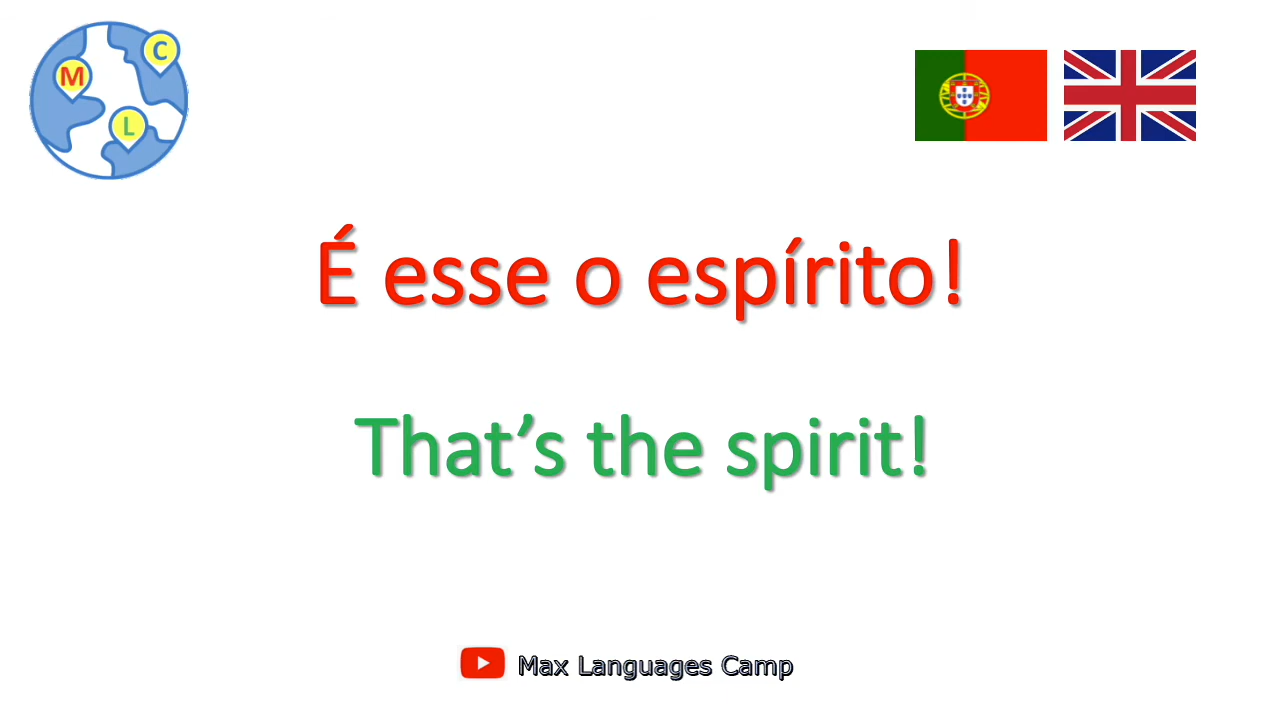 M
C
L
É esse o espírito!
That’s the spirit!
Max Languages Camp